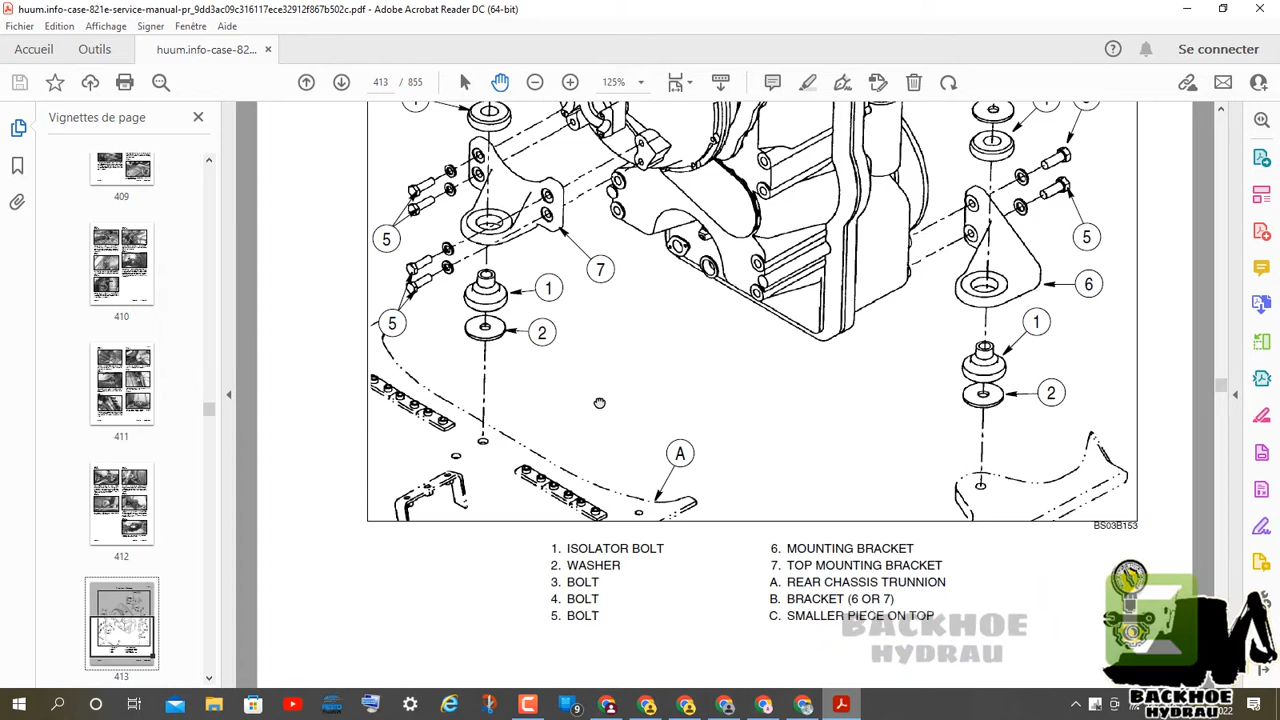 huum.info-case-821e-service-manual-pr_9dd3ac09c316117ece32912f867b502c.pdf - Adobe Acrobat Reader DC (64-bit)
Fichier Edition Affichage Signer Fenêtre Aide
Accueil Outils huum.info-case-82... Se connecter
413 / 855 125%
Vignettes de page
409
410
411
412
413
5
7
1
2
5
5
6
1
2
A
BS03B153
1. ISOLATOR BOLT
2. WASHER
3. BOLT
4. BOLT
5. BOLT
6. MOUNTING BRACKET
7. TOP MOUNTING BRACKET
A. REAR CHASSIS TRUNNION
B. BRACKET (6 OR 7)
C. SMALLER PIECE ON TOP
BACKHOE
HYDRAU
BACKHOE
HYDRAU
9